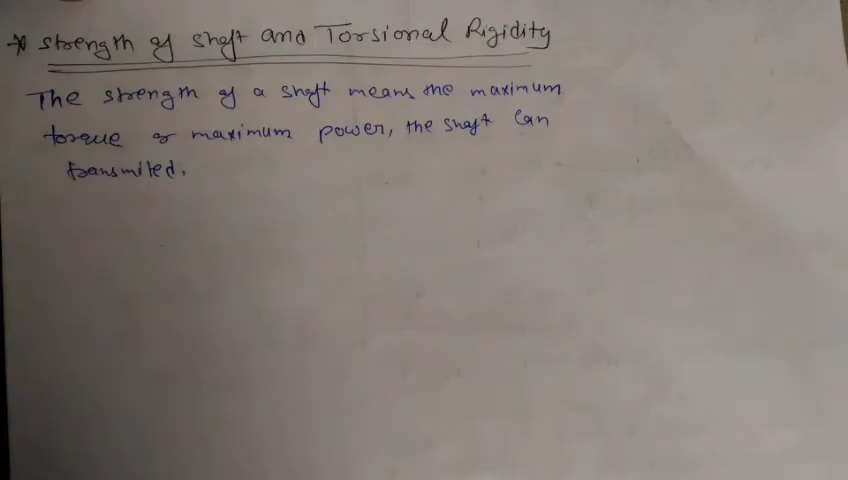 * Strength of shaft and Torsional Rigidity
The strength of a shaft means the maximum
torque or maximum power, the shaft can
transmited.